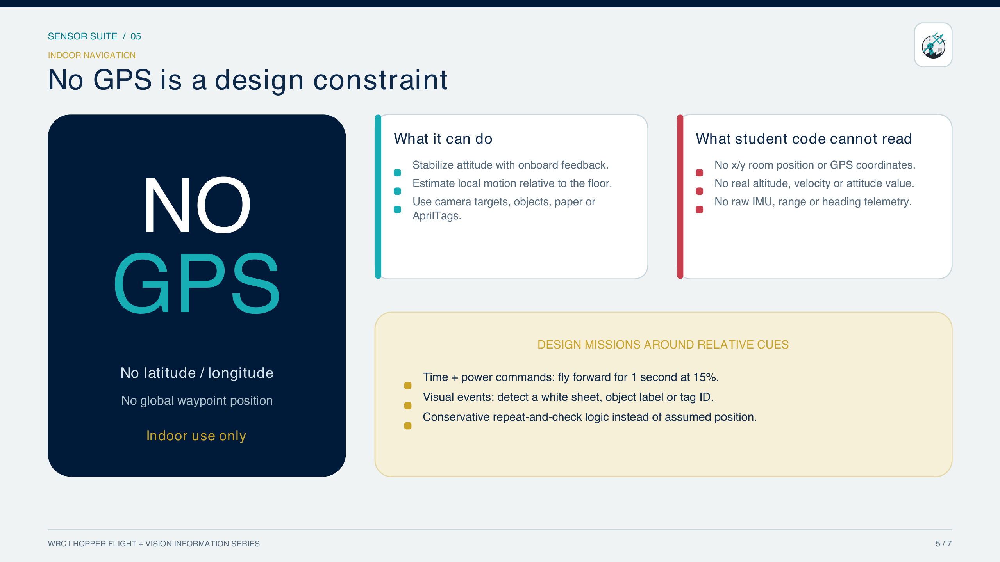 SENSOR SUITE / 05
INDOOR NAVIGATION
No GPS is a design constraint
NO
GPS
No latitude / longitude
No global waypoint position
Indoor use only
What it can do
Stabilize attitude with onboard feedback.
Estimate local motion relative to the floor.
Use camera targets, objects, paper or
AprilTags.
What student code cannot read
No x/y room position or GPS coordinates.
No real altitude, velocity or attitude value.
No raw IMU, range or heading telemetry.
DESIGN MISSIONS AROUND RELATIVE CUES
Time + power commands: fly forward for 1 second at 15%.
Visual events: detect a white sheet, object label or tag ID.
Conservative repeat-and-check logic instead of assumed position.
WRC | HOPPER FLIGHT + VISION INFORMATION SERIES
5 / 7